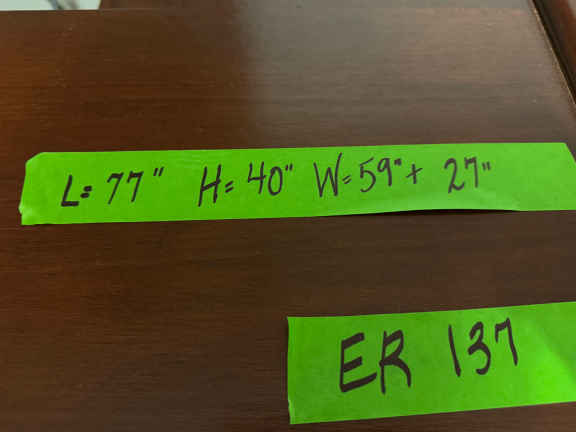 L= 77" H= 40" W=59"+ 27"
ER 137